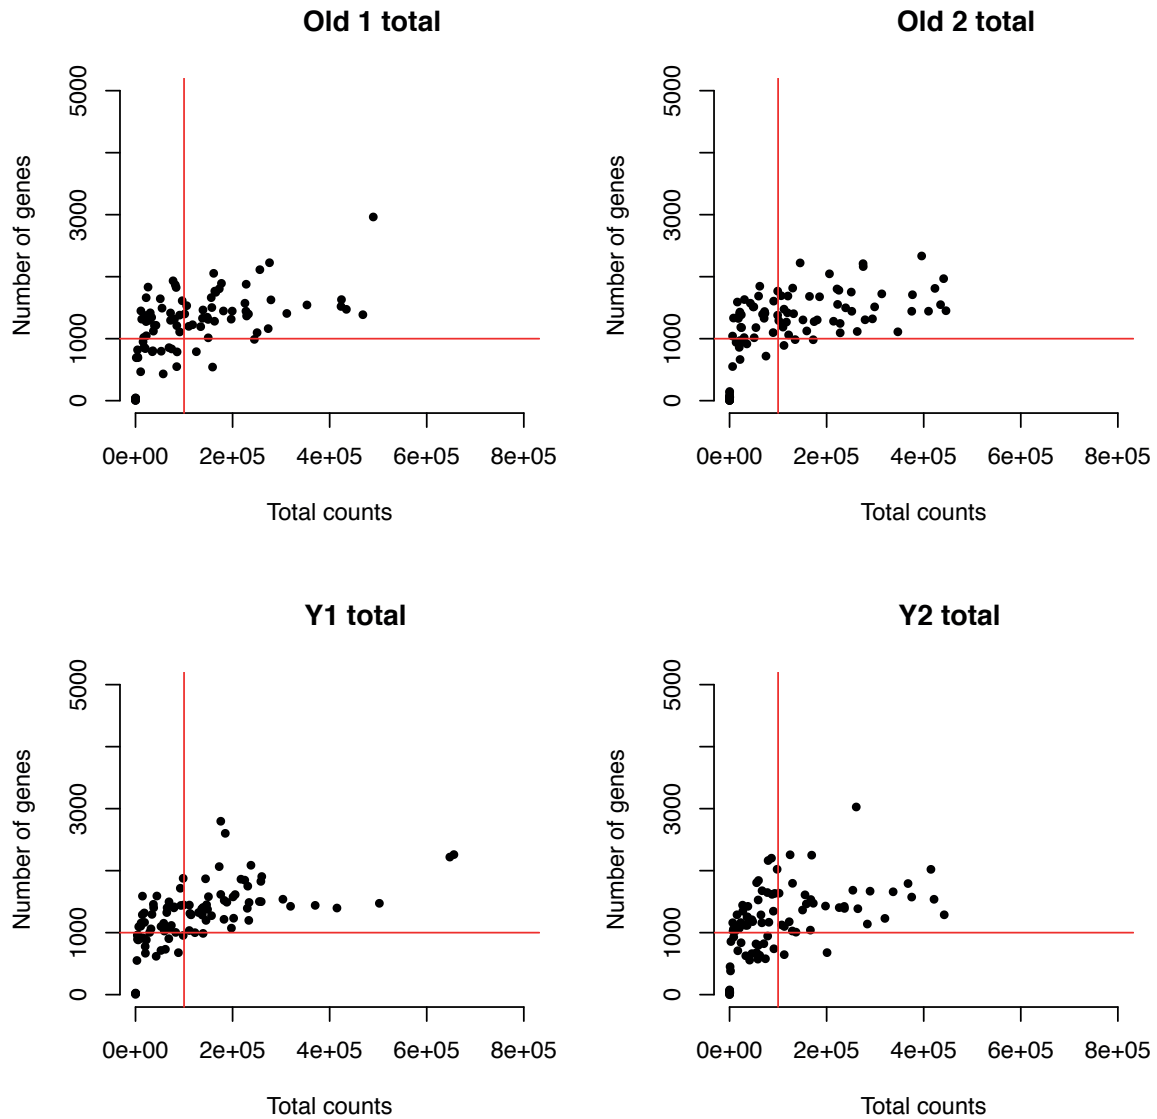 Old 1 total
Number of genes
5000
3000
1000
0
0e+00 2e+05 4e+05 6e+05 8e+05
Total counts
Old 2 total
Number of genes
5000
3000
1000
0
0e+00 2e+05 4e+05 6e+05 8e+05
Total counts
Y1 total
Number of genes
5000
3000
1000
0
0e+00 2e+05 4e+05 6e+05 8e+05
Total counts
Y2 total
Number of genes
5000
3000
1000
0
0e+00 2e+05 4e+05 6e+05 8e+05
Total counts